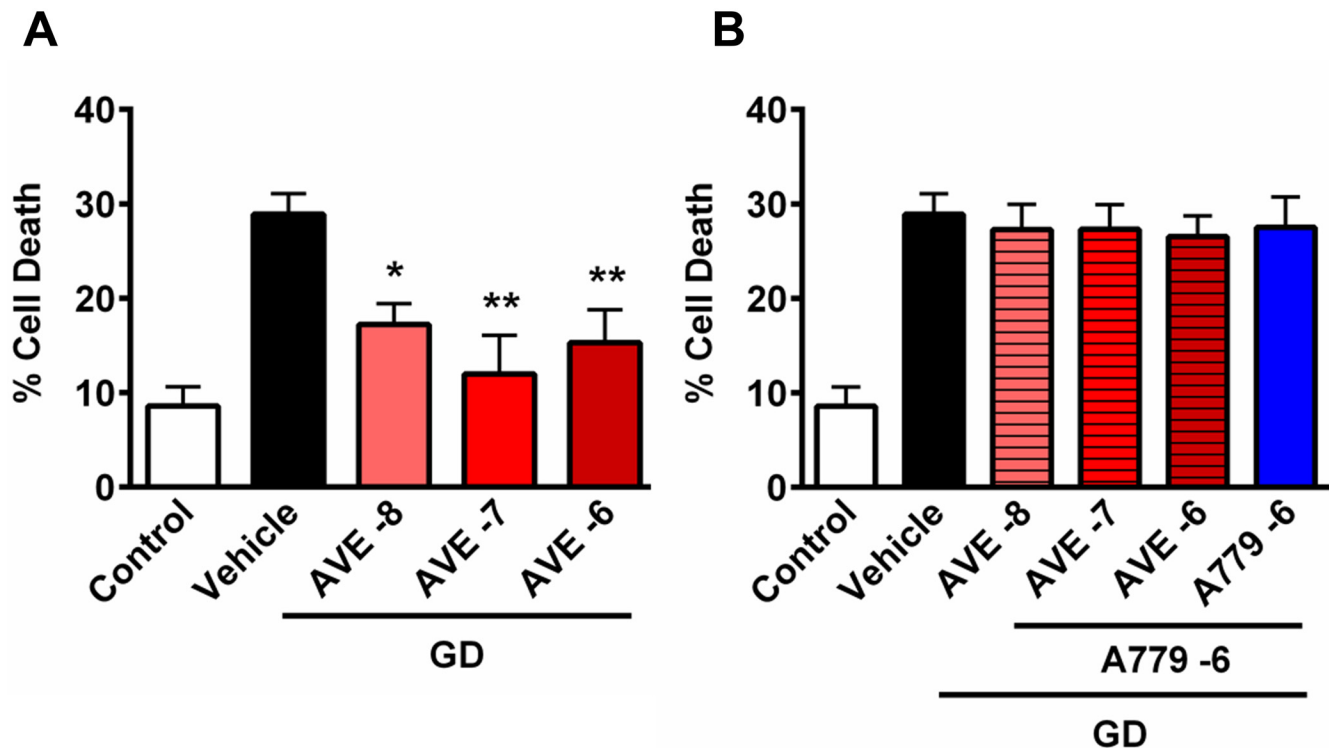 A
% Cell Death
40
30
20
10
0
*
**
**
Control
Vehicle
AVE -8
AVE -7
AVE -6
GD
B
% Cell Death
40
30
20
10
0
Control
Vehicle
AVE -8
AVE -7
AVE -6
A779 -6
A779 -6
GD